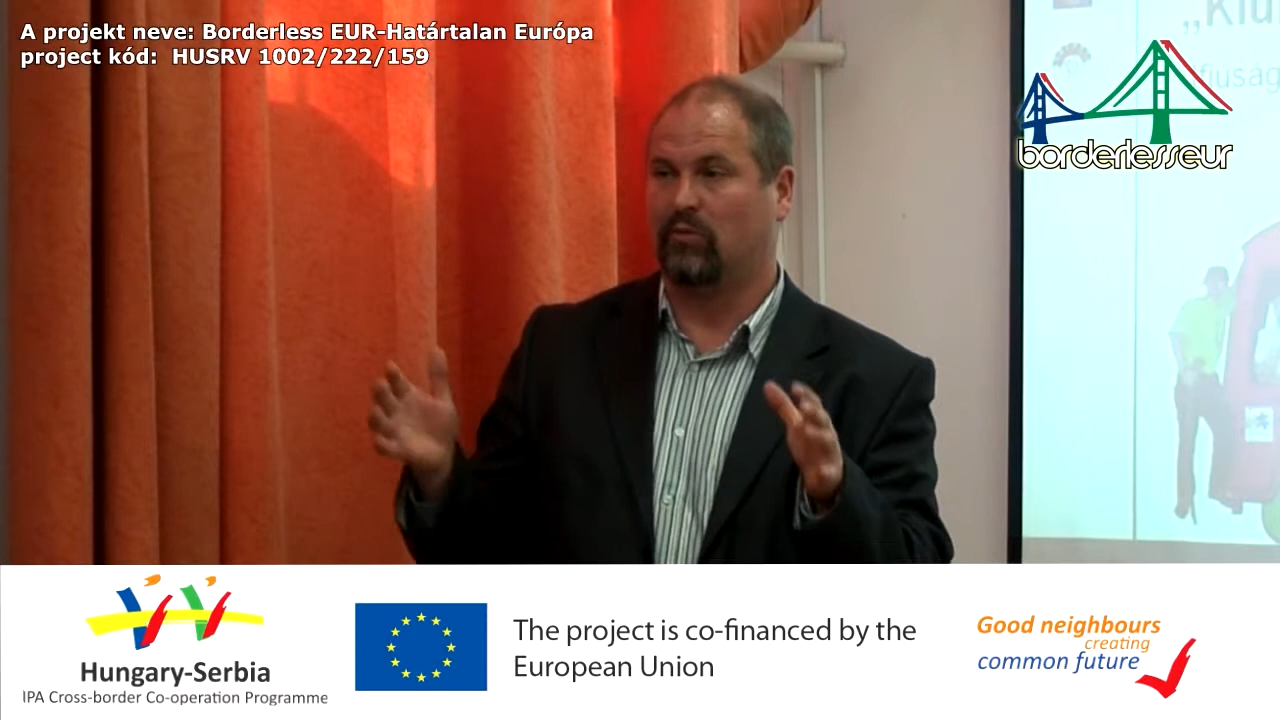 A projekt neve: Borderless EUR-Határtalan Európa
project kód: HUSRV 1002/222/159
borderlesseur
Hungary-Serbia
IPA Cross-border Co-operation Programme
The project is co-financed by the
European Union
Good neighbours
creating
common future